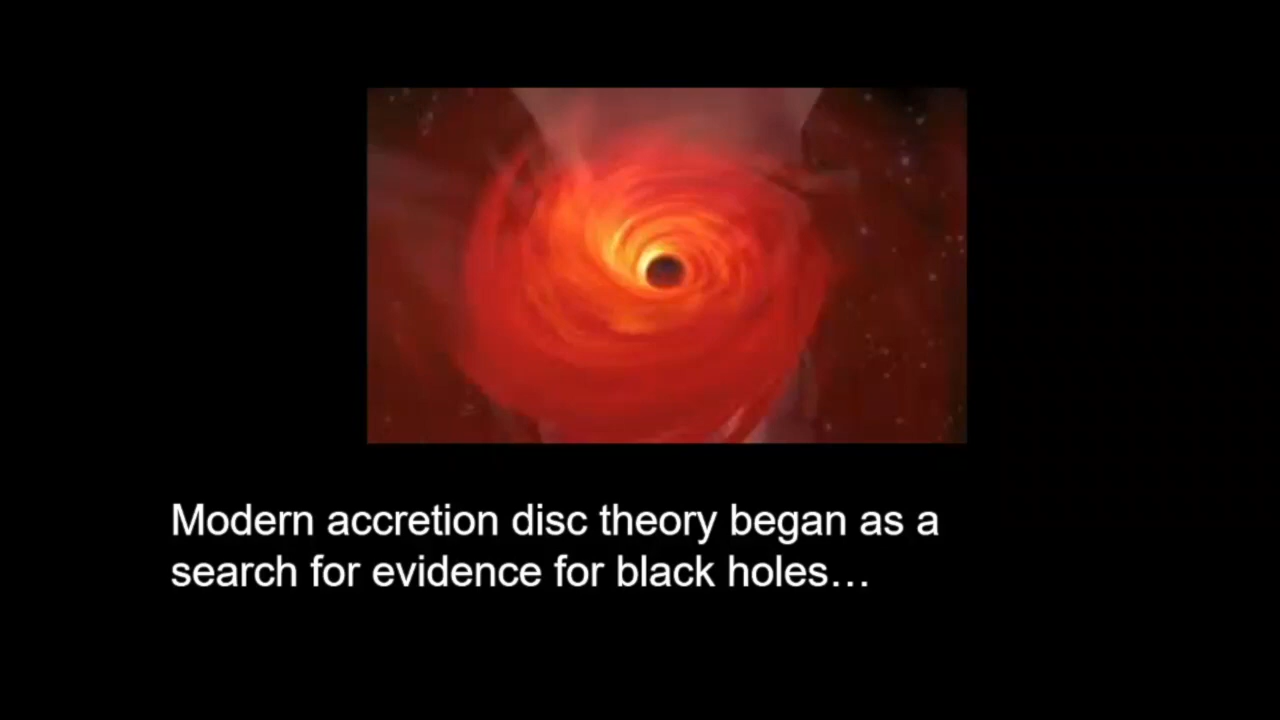 Modern accretion disc theory began as a
search for evidence for black holes…